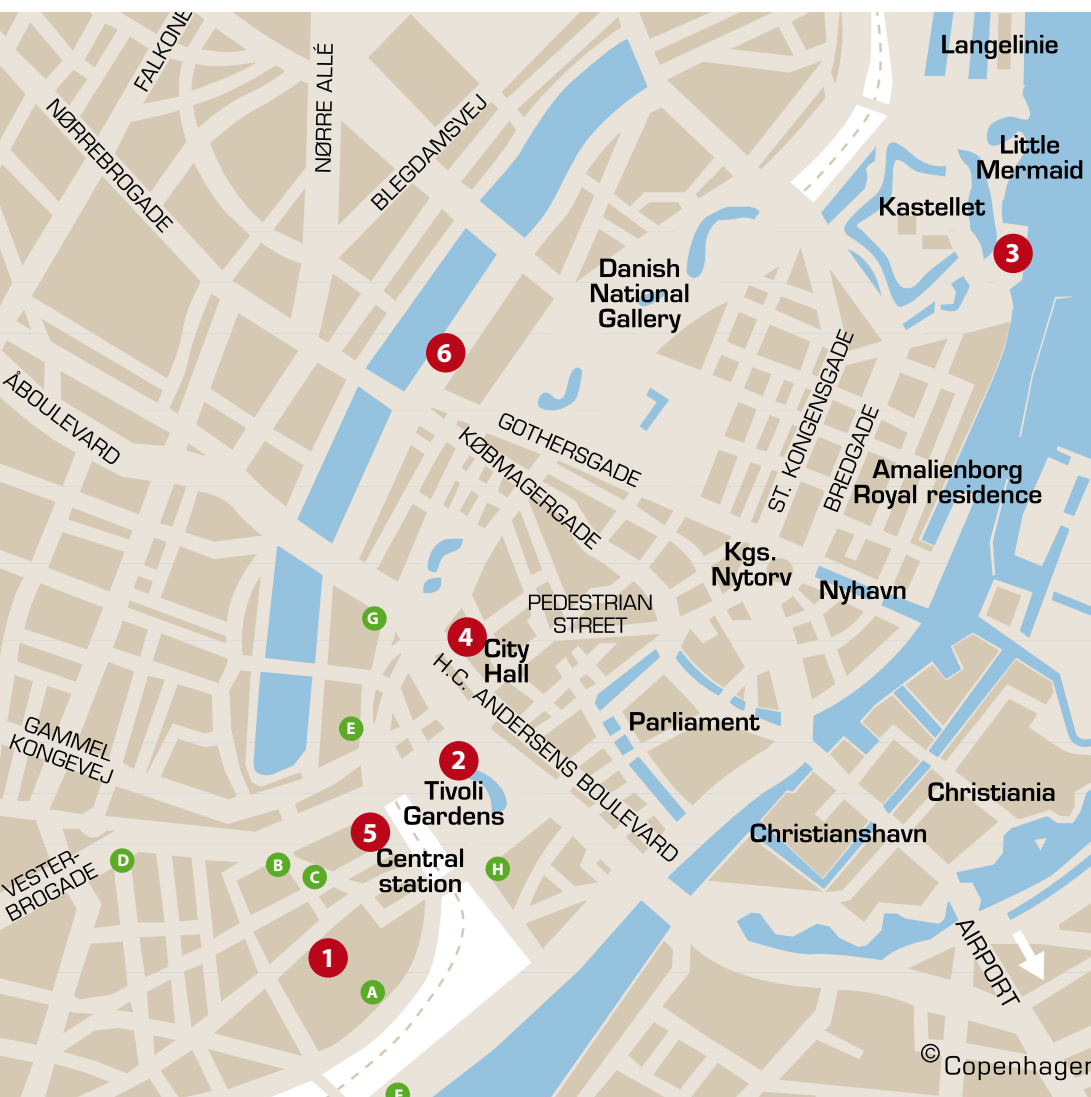 FALKONE
NØRRE ALLÉ
NØRREBROGADE
BLEGDAMSVEJ
Langelinie
Little
Mermaid
Kastellet
3
Danish
National
Gallery
6
ÅBOULEVARD
GOTHERSGADE
KØBMAGERGADE
ST. KONGENSGADE
BREDGADE
Amalienborg
Royal residence
Kgs.
Nytorv
Nyhavn
PEDESTRIAN
STREET
G
4
City
Hall
H.C. ANDERSENS BOULEVARD
Parliament
E
GAMMEL
KONGEVEJ
2
Tivoli
Gardens
Christiania
5
Christianshavn
Central
station
VESTER-
BROGADE
D
B
C
H
1
A
AIRPORT
© Copenhagen